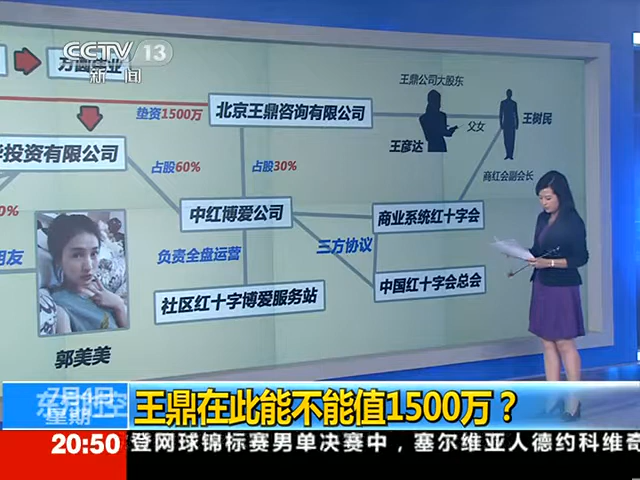 CCTV 13
新闻
王鼎公司大股东
垫资1500万
北京王鼎咨询有限公司
王彦达
父女
王树民
投资有限公司
占股60%
占股30%
商红会副会长
0%
中红博爱公司
商业系统红十字会
朋友
负责全盘运营
三方协议
社区红十字博爱服务站
中国红十字会总会
郭美美
7月4日
星期
王鼎在此能不能值1500万？
20:50
登网球锦标赛男单决赛中，塞尔维亚人德约科维奇